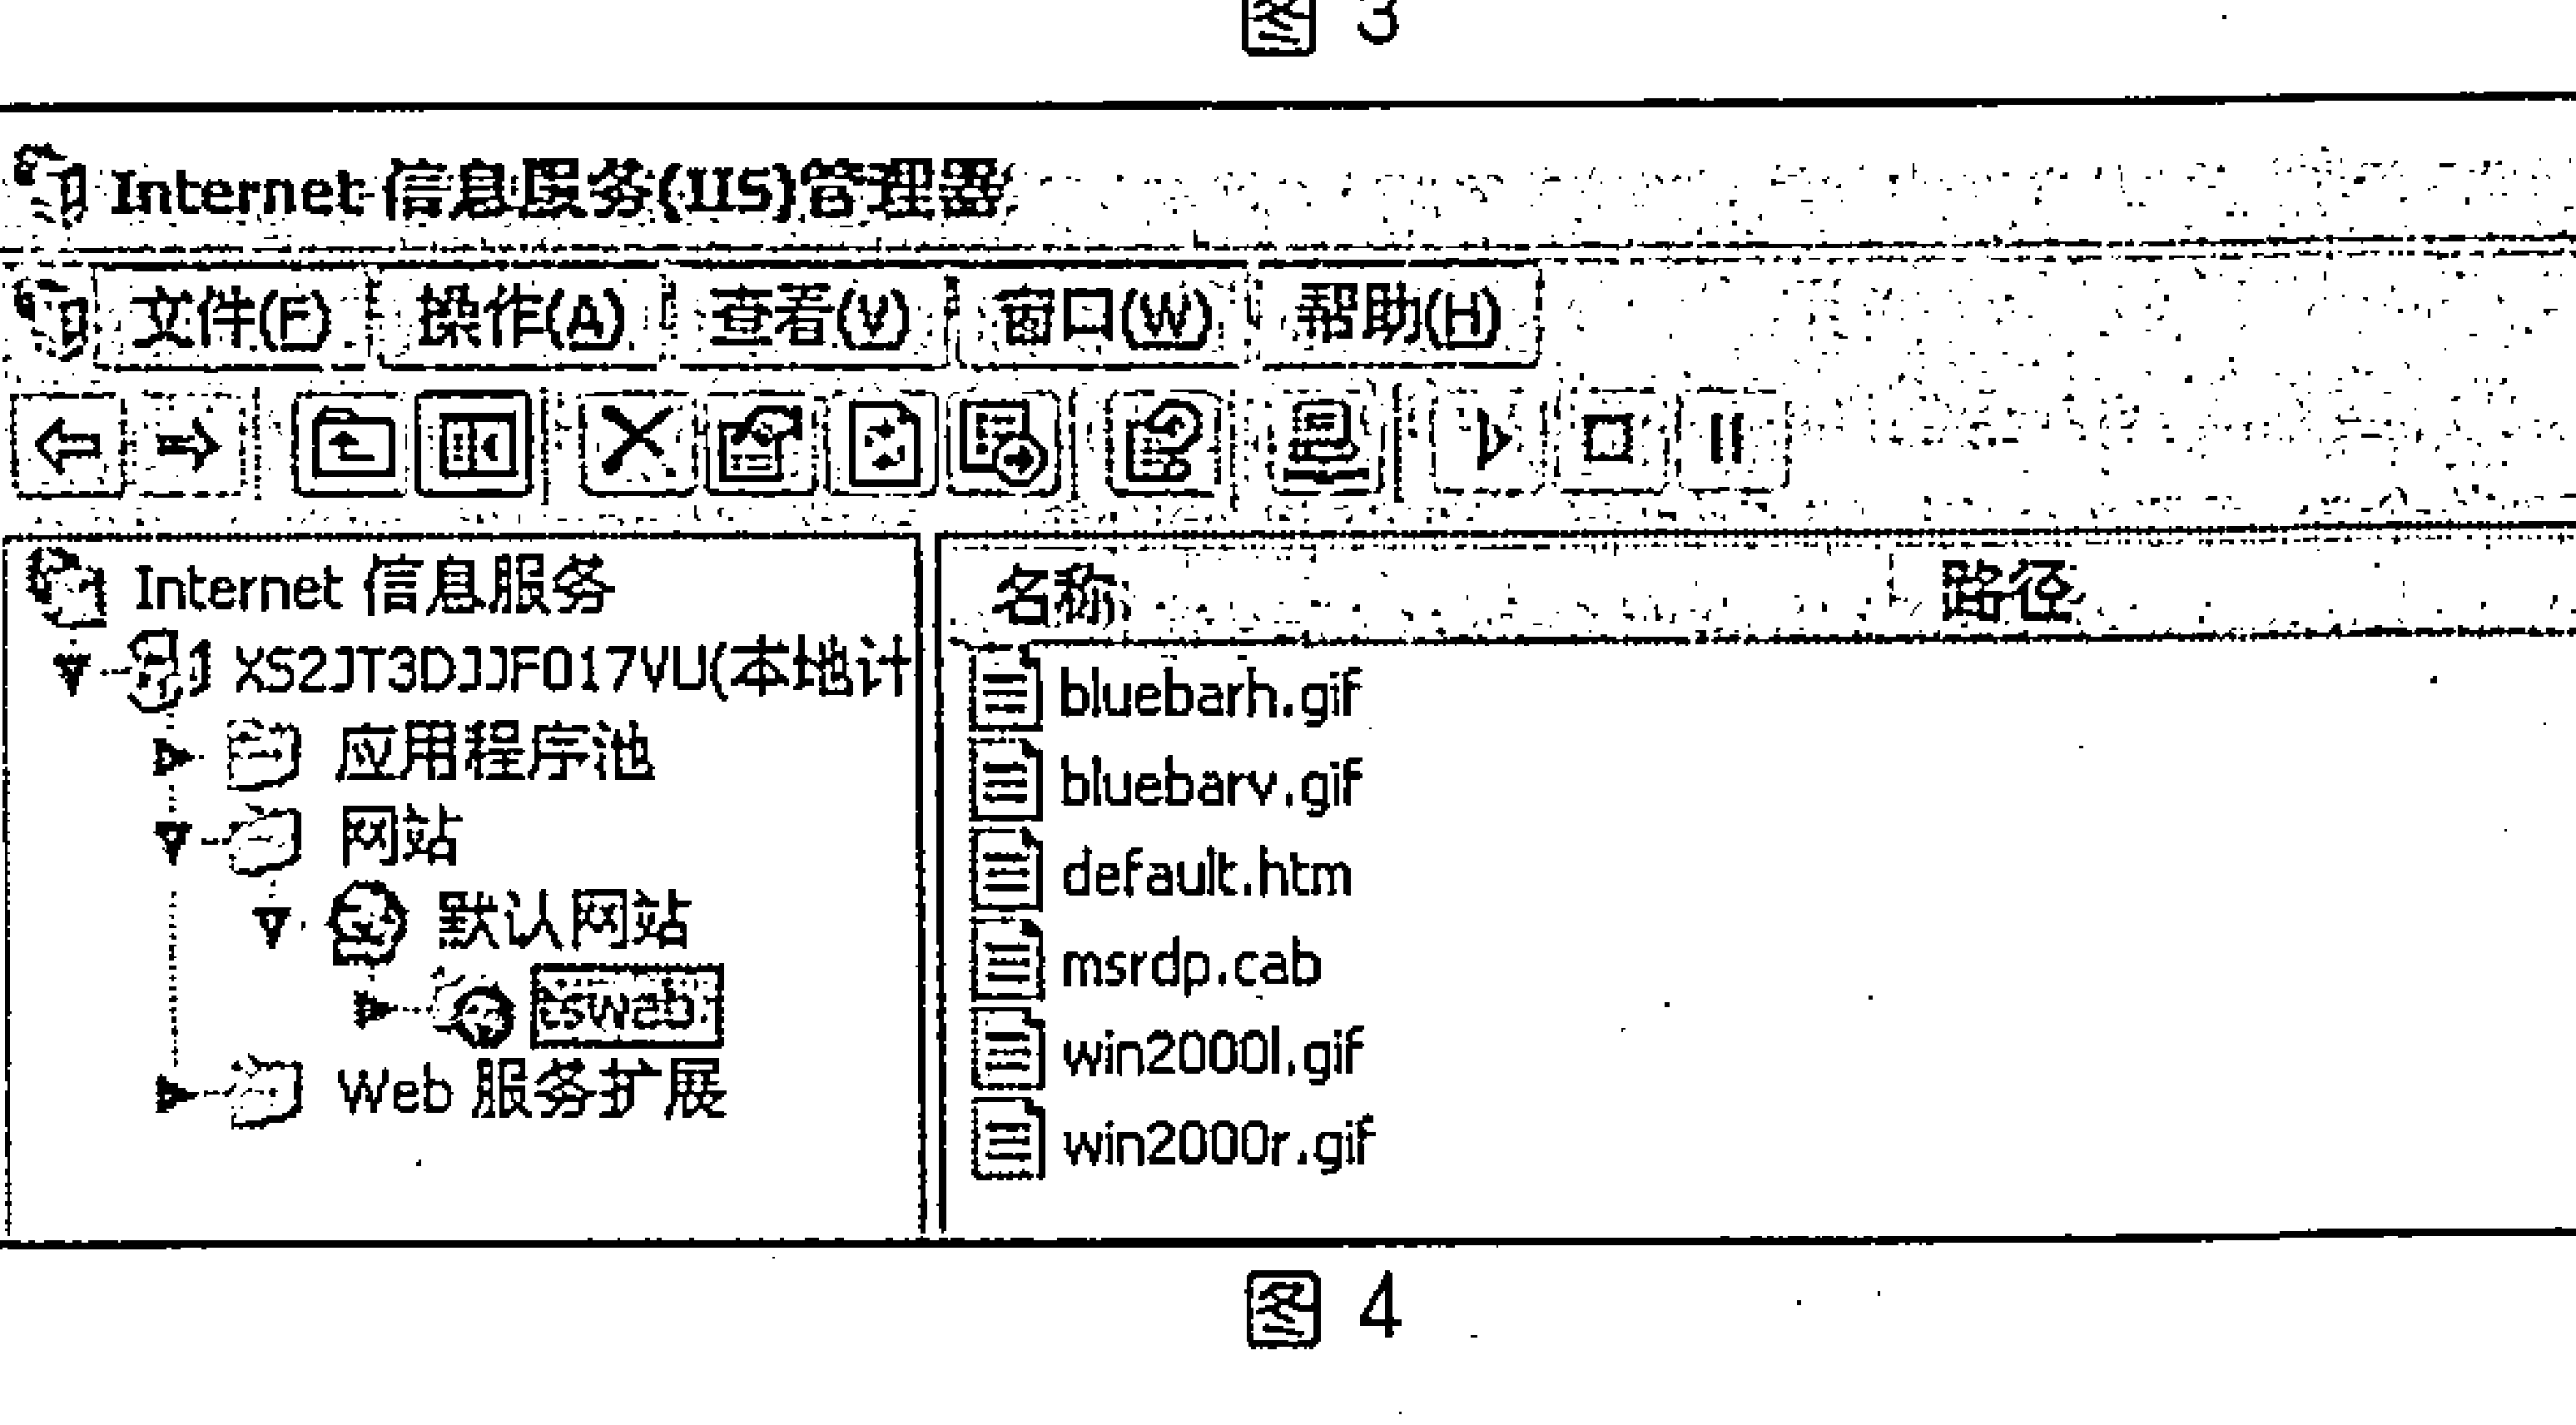 图 3
Internet 信息服务(IIS)管理器
文件(F) 操作(A) 查看(V) 窗口(W) 帮助(H)
Internet 信息服务
XS2JT3DJJF017VU(本地计
应用程序池
网站
默认网站
tsweb
Web 服务扩展
名称 路径
bluebarh.gif
bluebarv.gif
default.htm
msrdp.cab
win2000l.gif
win2000r.gif
图 4